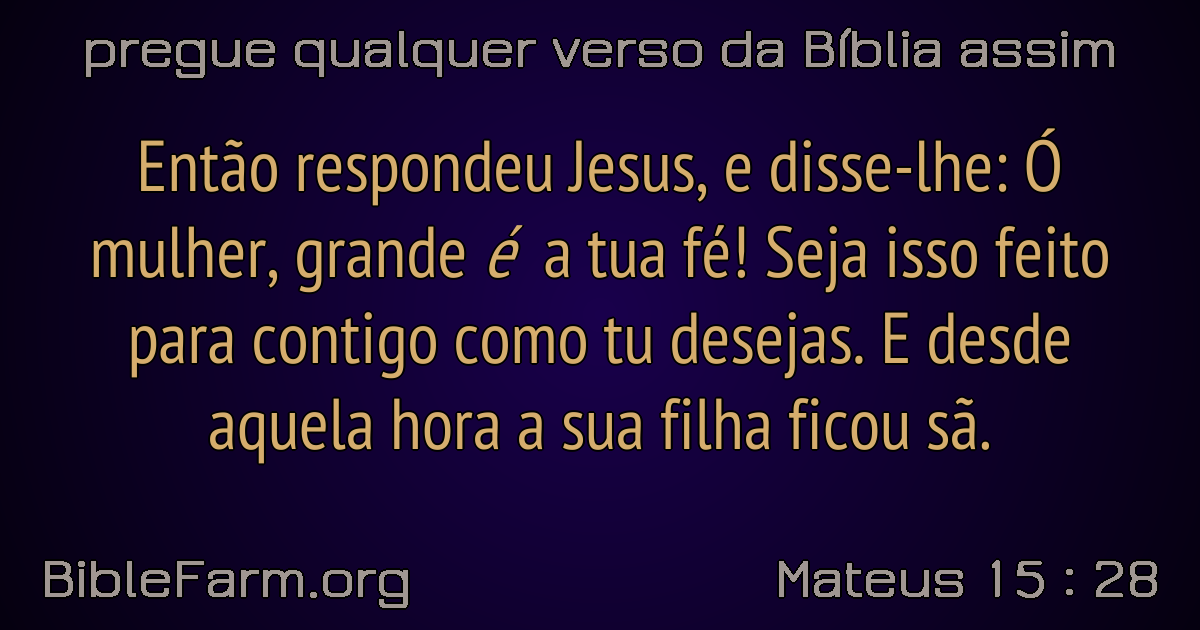 pregue qualquer verso da Bíblia assim
Então respondeu Jesus, e disse-lhe: Ó
mulher, grande é a tua fé! Seja isso feito
para contigo como tu desejas. E desde
aquela hora a sua filha ficou sã.
BibleFarm.org
Mateus 15 : 28